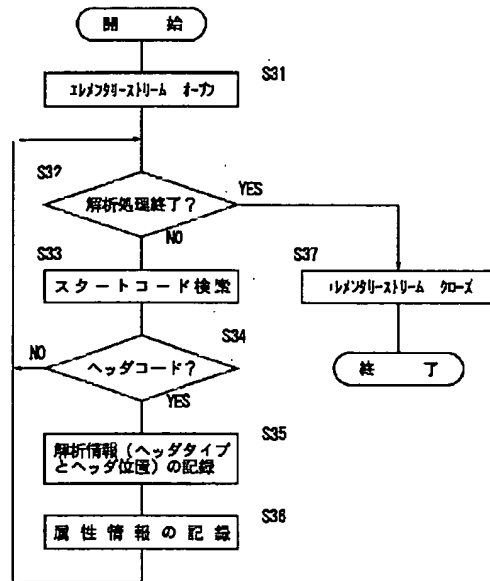 開始
S31
エレメンタリーストリーム オープン
S32
解析処理終了？
YES
NO
S33
スタートコード検索
S37
エレメンタリーストリーム クローズ
S34
ヘッダコード？
NO
YES
終了
S35
解析情報（ヘッダタイプ
とヘッダ位置）の記録
S36
属性情報の記録